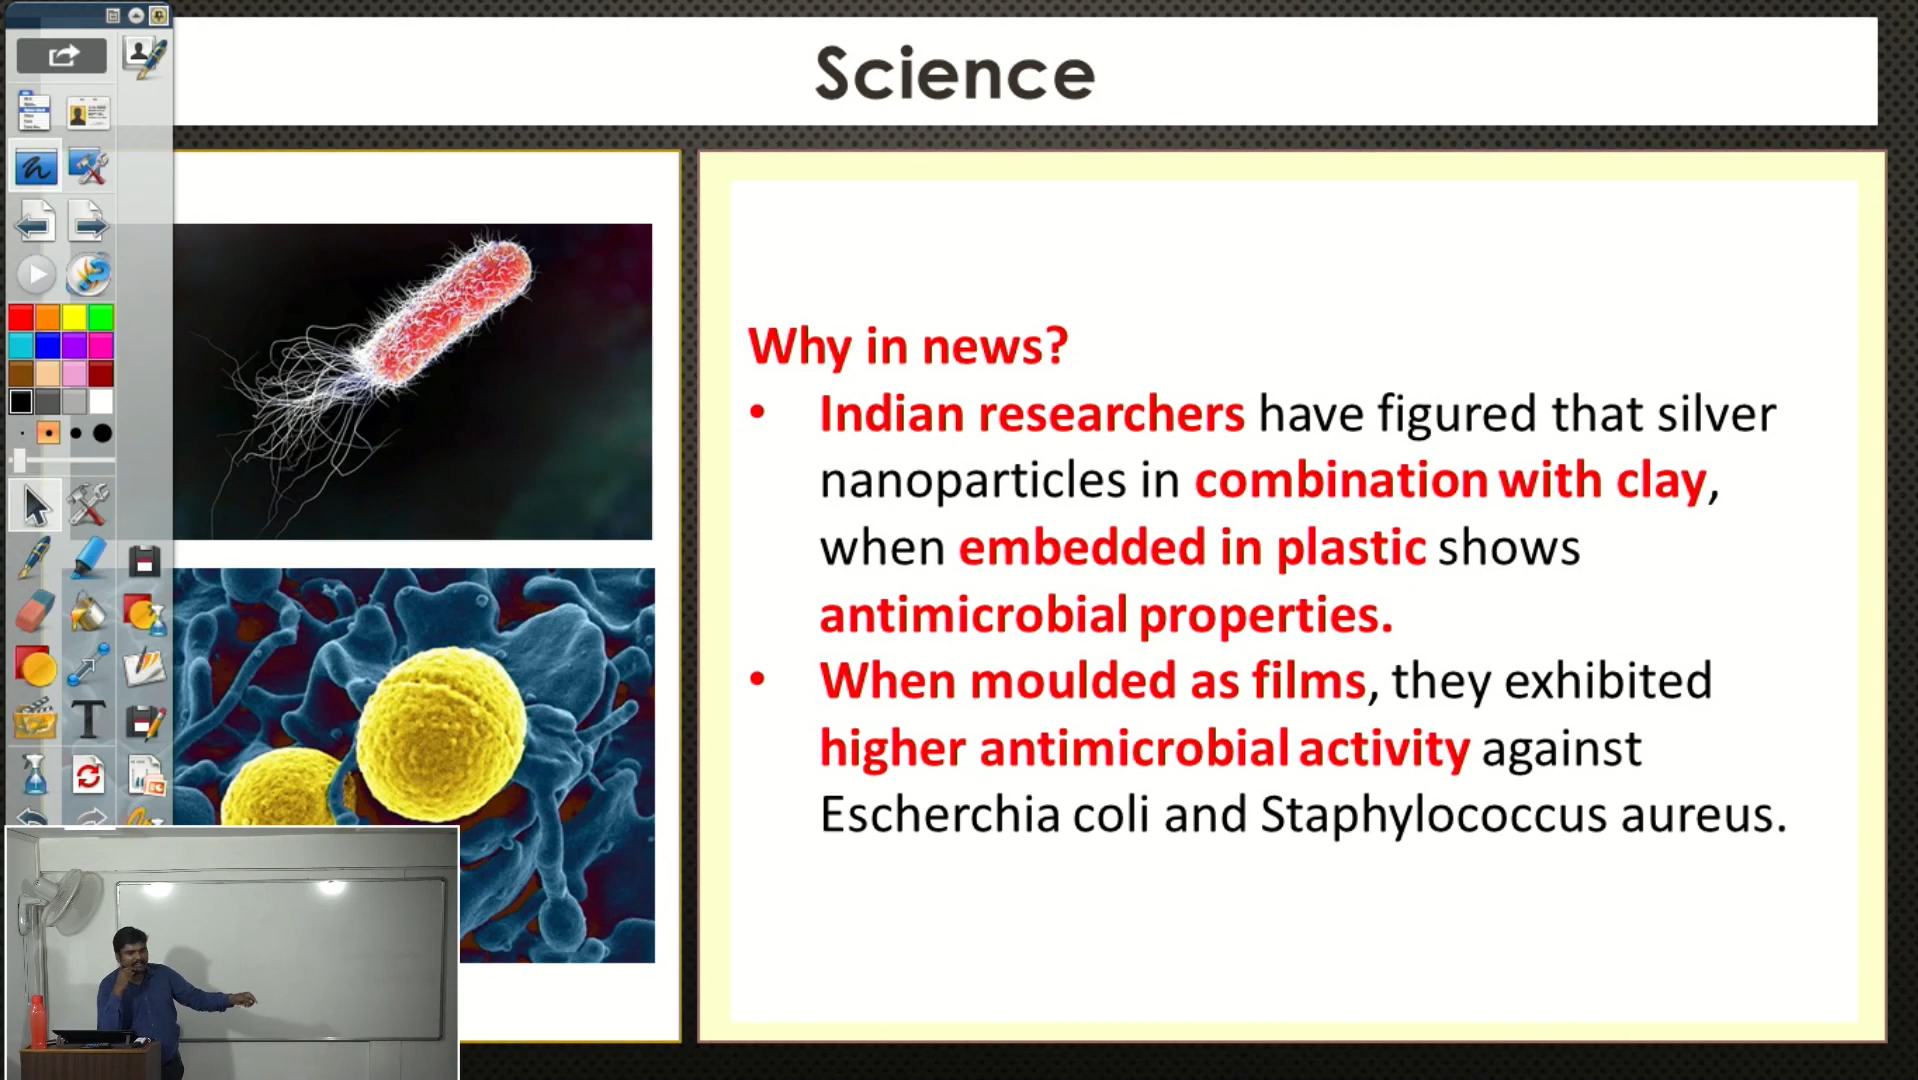 Science
Why in news?
• Indian researchers have figured that silver
nanoparticles in combination with clay,
when embedded in plastic shows
antimicrobial properties.
• When moulded as films, they exhibited
higher antimicrobial activity against
Escherchia coli and Staphylococcus aureus.
T